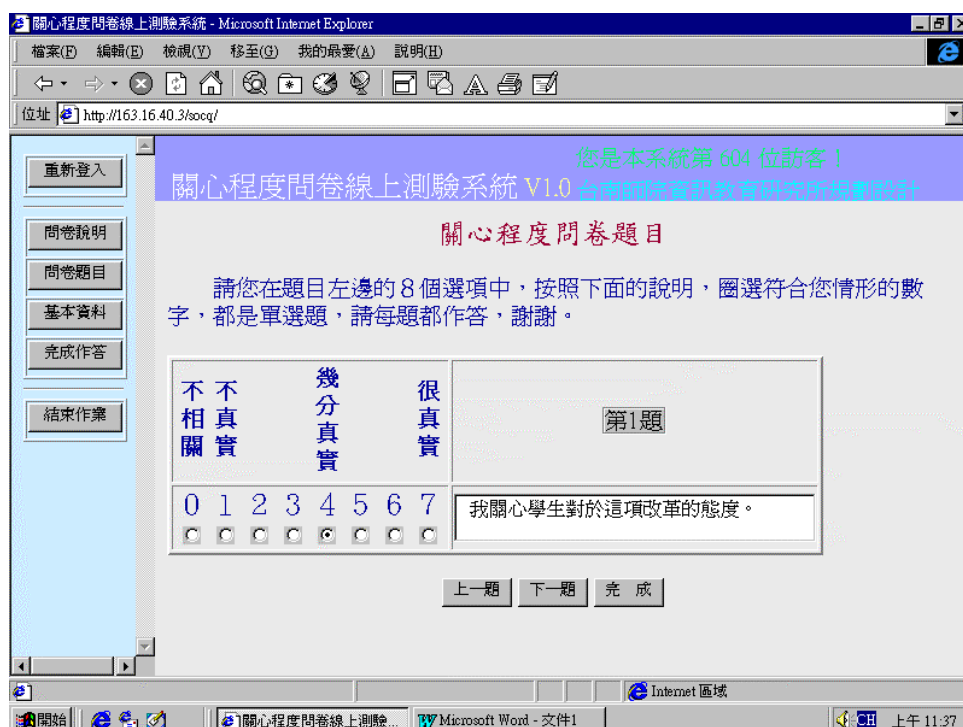 關心程度問卷線上測驗系統 - Microsoft Internet Explorer
檔案(F) 編輯(E) 檢視(V) 移至(G) 我的最愛(A) 說明(H)
位址 http://163.16.40.3/socq/
重新登入
問卷說明
問卷題目
基本資料
完成作答
結束作業
您是本系統第 604 位訪客!
關心程度問卷線上測驗系統 V1.0 台南師院資訊教育研究所規劃設計
關心程度問卷題目
請您在題目左邊的8個選項中,按照下面的說明,圈選符合您情形的數
字,都是單選題,請每題都作答,謝謝。
不相關 不真實 幾分真實 很真實
第1題
0 1 2 3 4 5 6 7
我關心學生對於這項改革的態度。
上一題 下一題 完 成
Internet 區域
開始 關心程度問卷線上測驗... Microsoft Word - 文件1 CH 上午 11:37